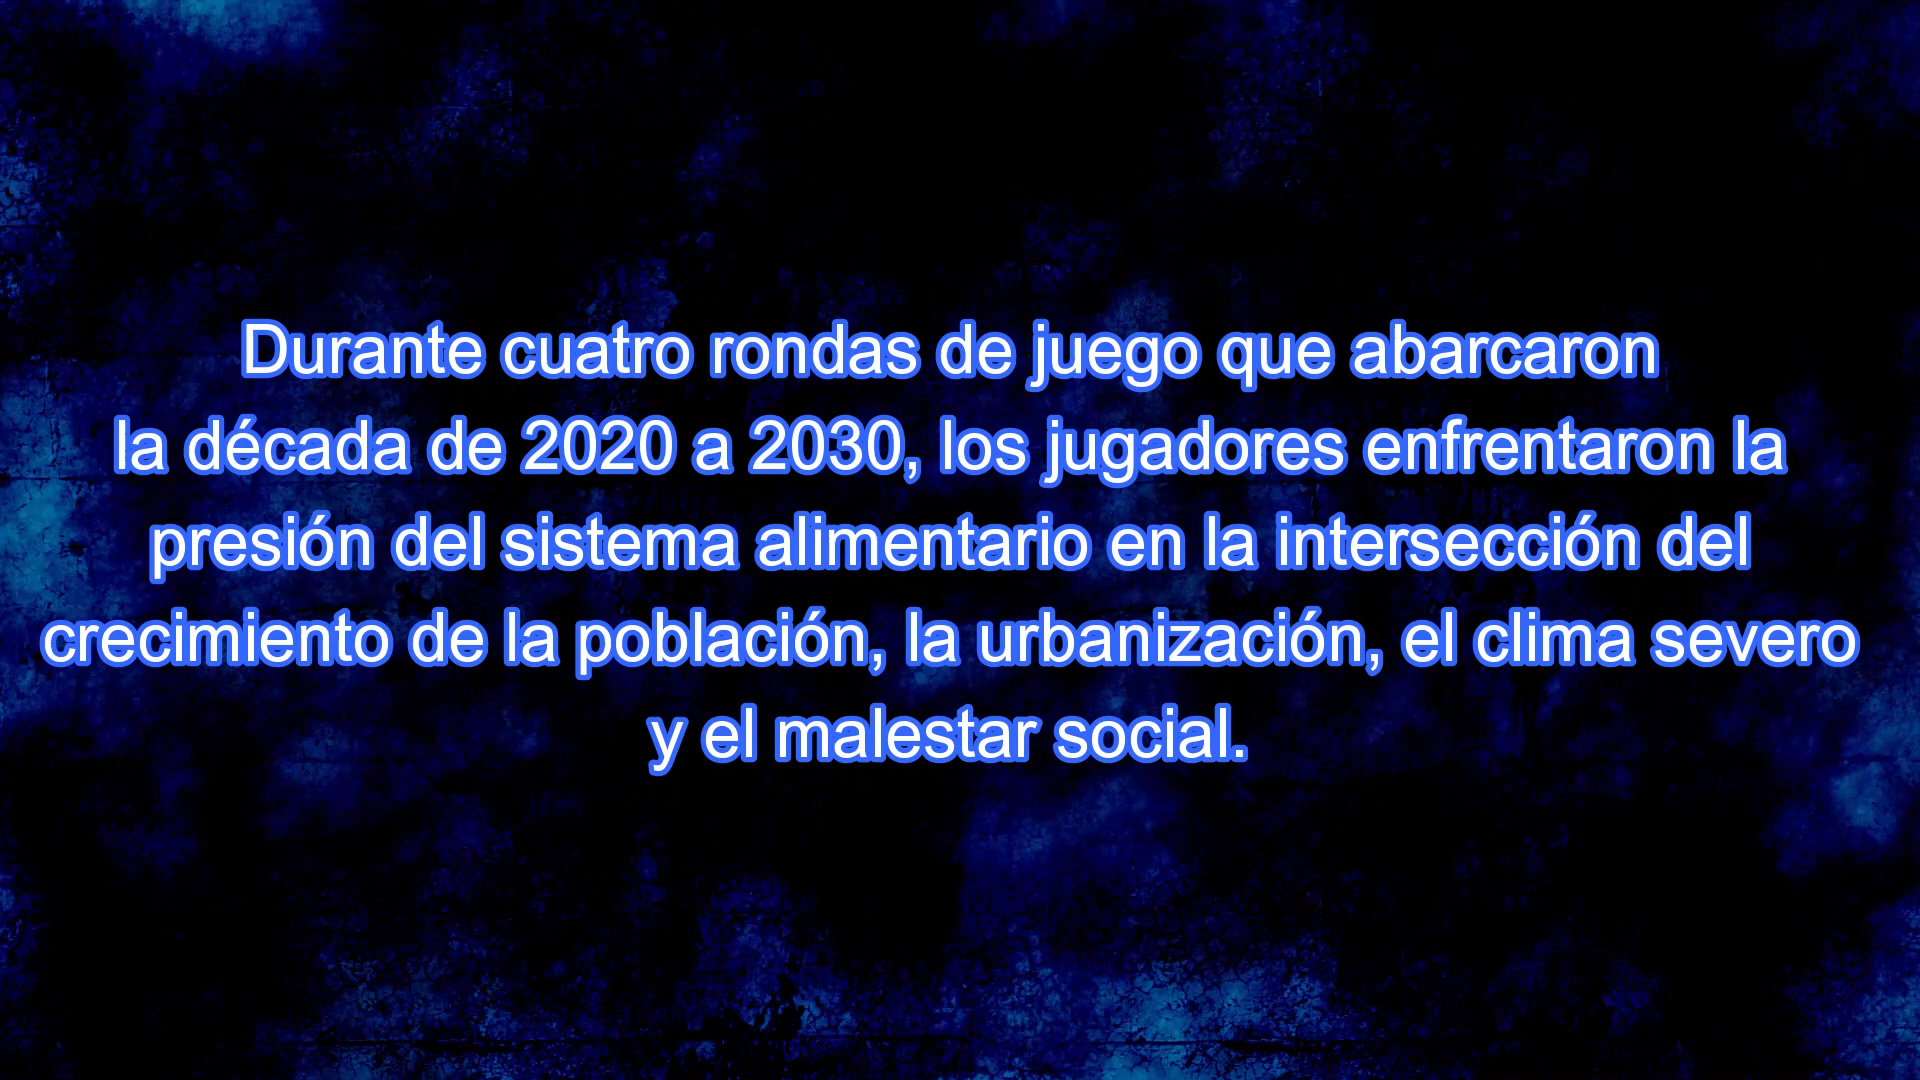 Durante cuatro rondas de juego que abarcaron
la década de 2020 a 2030, los jugadores enfrentaron la
presión del sistema alimentario en la intersección del
crecimiento de la población, la urbanización, el clima severo
y el malestar social.